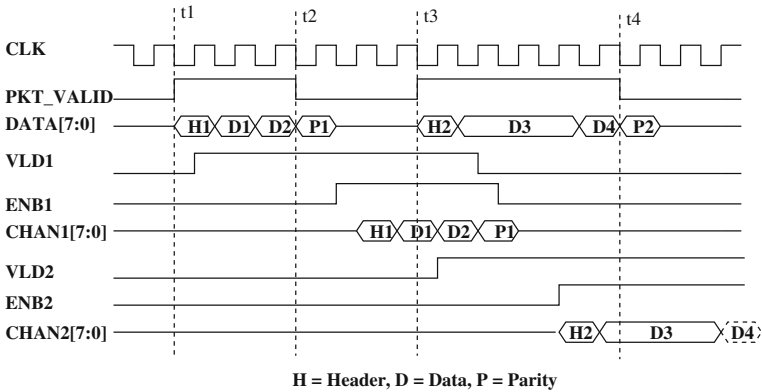 t1 t2 t3 t4
CLK
PKT_VALID
DATA[7:0] H1 D1 D2 P1 H2 D3 D4 P2
VLD1
ENB1
CHAN1[7:0] H1 D1 D2 P1
VLD2
ENB2
CHAN2[7:0] H2 D3 D4
H = Header, D = Data, P = Parity